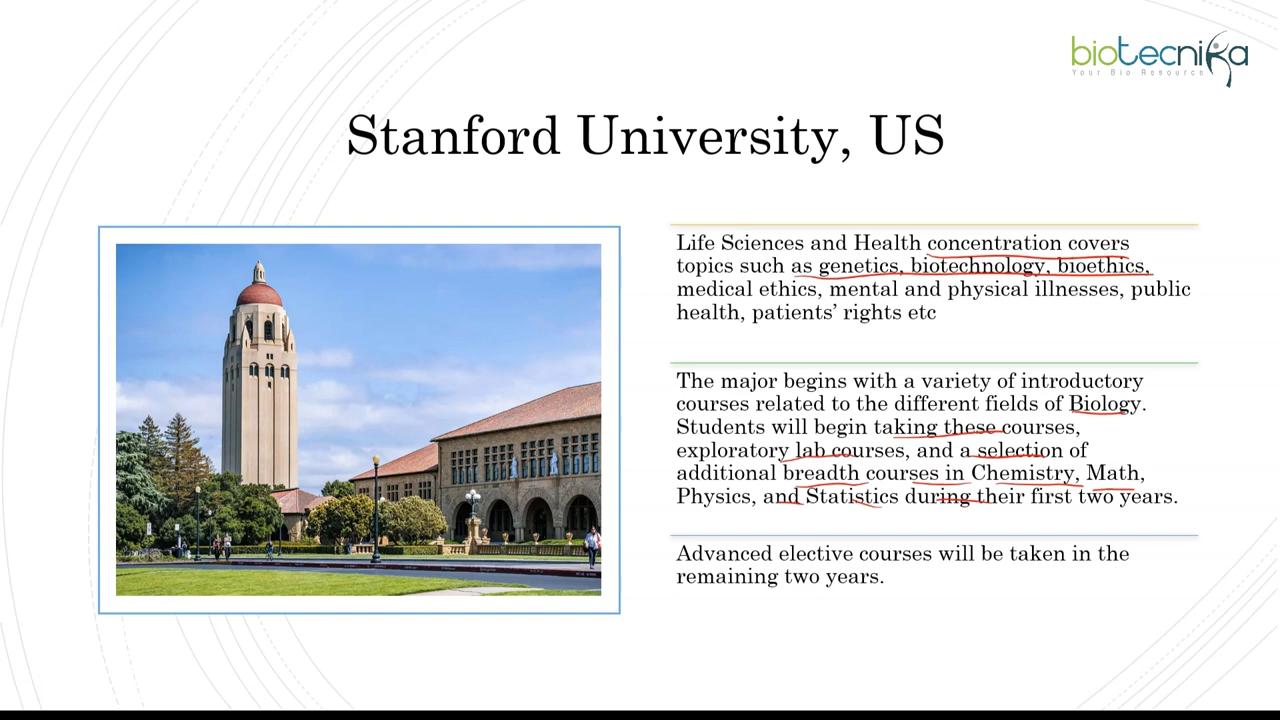 biotecnika
Your Bio Resource
Stanford University, US
Life Sciences and Health concentration covers
topics such as genetics, biotechnology, bioethics,
medical ethics, mental and physical illnesses, public
health, patients’ rights etc
The major begins with a variety of introductory
courses related to the different fields of Biology.
Students will begin taking these courses,
exploratory lab courses, and a selection of
additional breadth courses in Chemistry, Math,
Physics, and Statistics during their first two years.
Advanced elective courses will be taken in the
remaining two years.